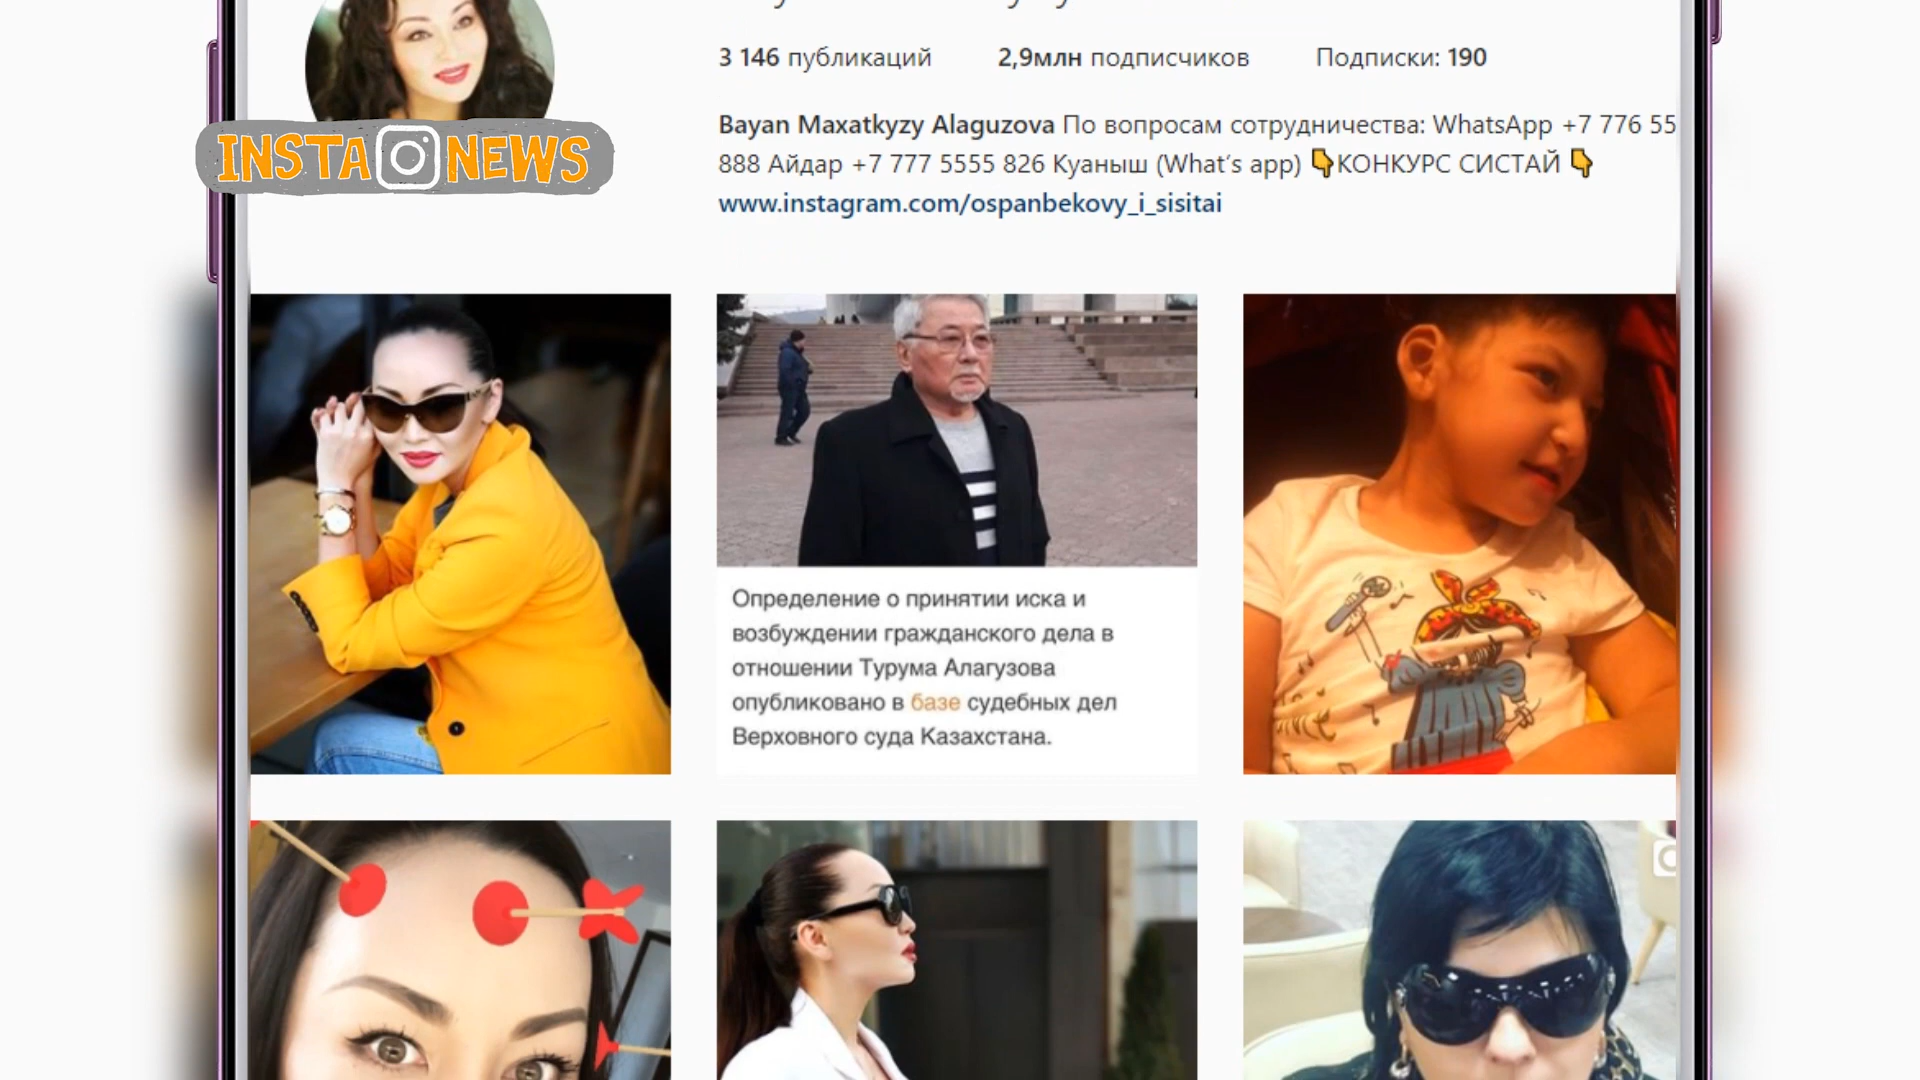 3 146 публикаций 2,9млн подписчиков Подписки: 190
Bayan Maxatkyzy Alaguzova По вопросам сотрудничества: WhatsApp +7 776 55
888 Айдар +7 777 5555 826 Куаныш (What's app) 👇КОНКУРС СИСТАЙ 👇
www.instagram.com/ospanbekovy_i_sisitai
INSTA NEWS
Определение о принятии иска и
возбуждении гражданского дела в
отношении Турума Алагузова
опубликовано в базе судебных дел
Верховного суда Казахстана.